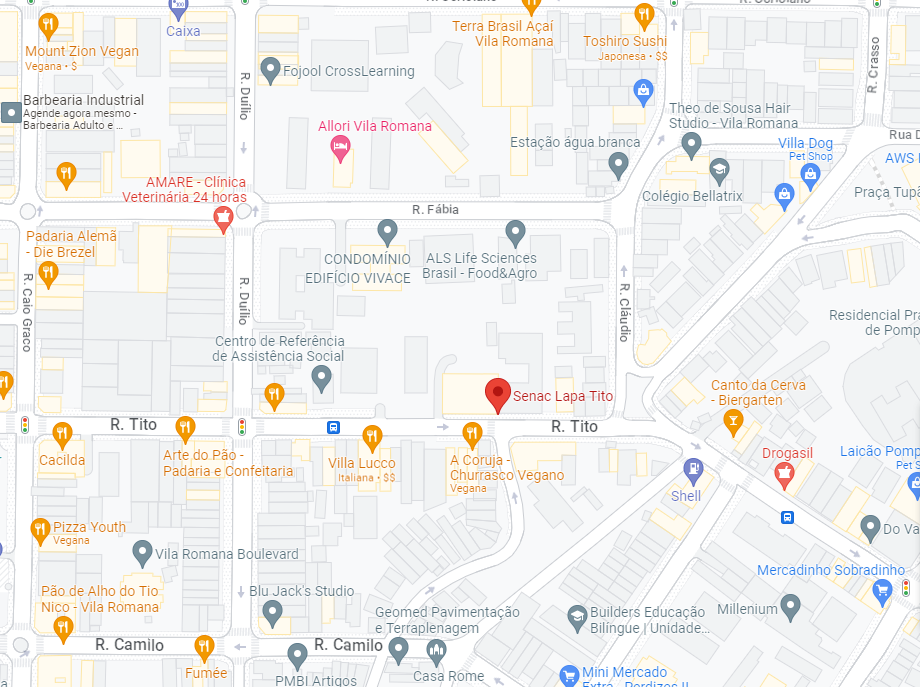 R. Coriolano
Mount Zion Vegan
Vegana • $
Caixa
Terra Brasil Açaí
Vila Romana
Toshiro Sushi
Japonesa • $$
R. Crasso
Fojool CrossLearning
R. Duílio
Barbearia Industrial
Agende agora mesmo -
Barbearia Adulto e ...
Allori Vila Romana
Theo de Sousa Hair
Studio - Vila Romana
Estação água branca
Rua D
Villa Dog
Pet Shop
AWS
AMARE - Clínica
Veterinária 24 horas
Colégio Bellatrix
Praça Tupã
R. Fábia
Padaria Alemã
- Die Brezel
CONDOMÍNIO
EDIFÍCIO VIVACE
ALS Life Sciences
Brasil - Food&Agro
R. Caio Graco
R. Duílio
R. Cláudio
Residencial Pra
de Pomp
Centro de Referência
de Assistência Social
Senac Lapa Tito
Canto da Cerva
- Biergarten
R. Tito
R. Tito
Cacilda
Arte do Pão -
Padaria e Confeitaria
Villa Lucco
Italiana • $$
A Coruja -
Churrasco Vegano
Vegana
Drogasil
Laicão Pomp
Pet S
Shell
Pizza Youth
Vegana
Do Va
Vila Romana Boulevard
Mercadinho Sobradinho
Pão de Alho do Tio
Nico - Vila Romana
Blu Jack's Studio
Geomed Pavimentação
e Terraplenagem
Builders Educação
Bilíngue | Unidade...
Millenium
R. Camilo
R. Camilo
Fumée
PMBI Artigos
Casa Rome
Mini Mercado
Extra - Perdizes II